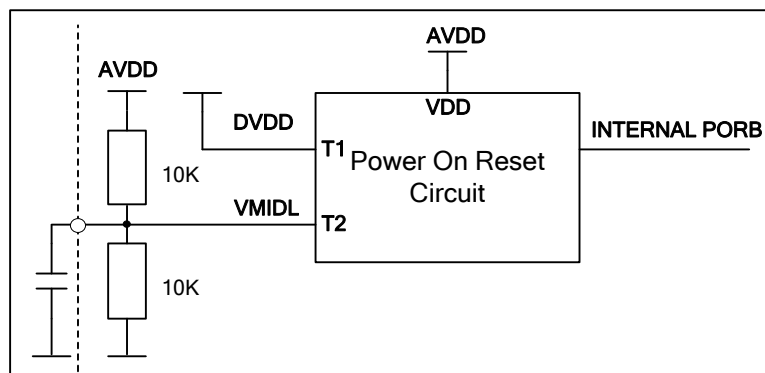 AVDD
AVDD
VDD
DVDD
INTERNAL PORB
T1
Power On Reset
Circuit
10K
VMIDL
T2
10K